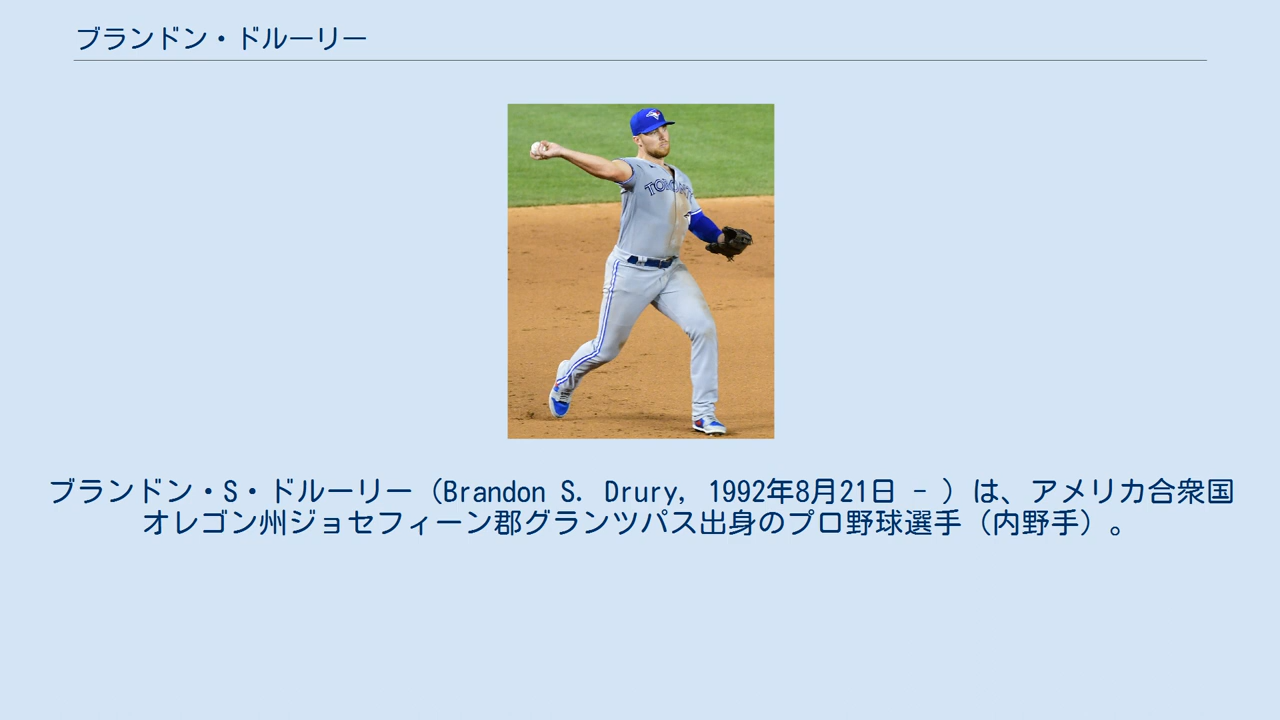 ブランドン・ドルーリー
TORONTO
ブランドン・S・ドルーリー（Brandon S. Drury, 1992年8月21日 - ）は、アメリカ合衆国
オレゴン州ジョセフィーン郡グランツパス出身のプロ野球選手（内野手）。